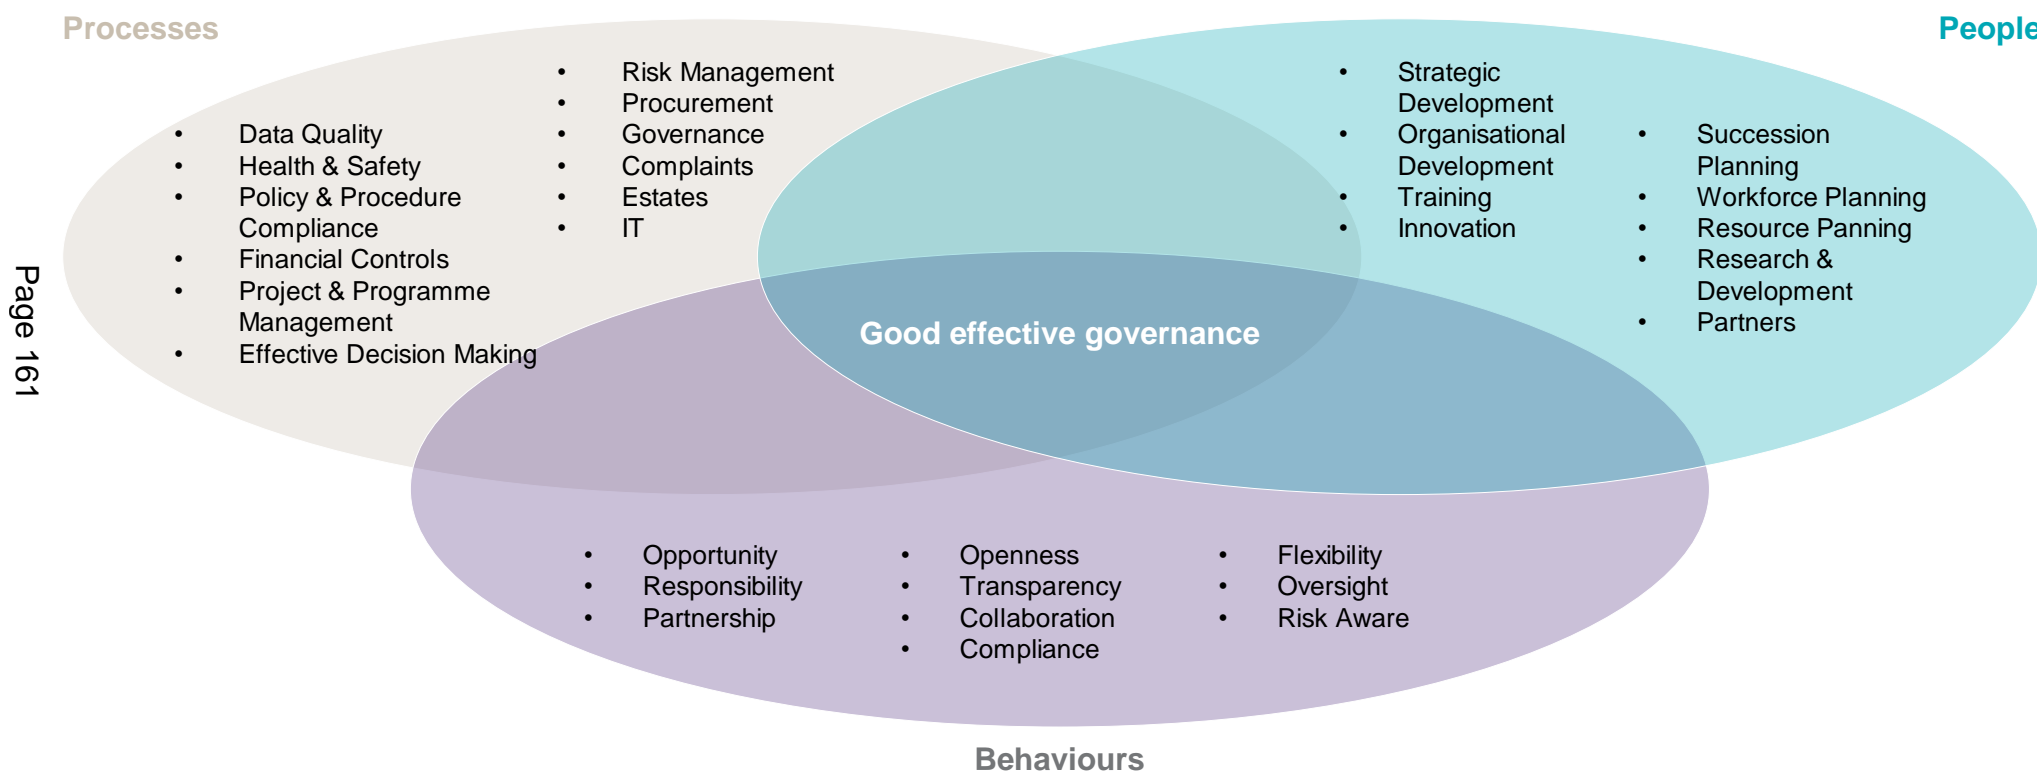 Processes
People
• Risk Management
• Procurement
• Governance
• Complaints
• Estates
• IT
• Data Quality
• Health & Safety
• Policy & Procedure
Compliance
• Financial Controls
• Project & Programme
Management
• Effective Decision Making
• Strategic
Development
• Organisational
Development
• Training
• Innovation
• Succession
Planning
• Workforce Planning
• Resource Panning
• Research &
Development
• Partners
Good effective governance
• Opportunity
• Responsibility
• Partnership
• Openness
• Transparency
• Collaboration
• Compliance
• Flexibility
• Oversight
• Risk Aware
Behaviours
Page 161